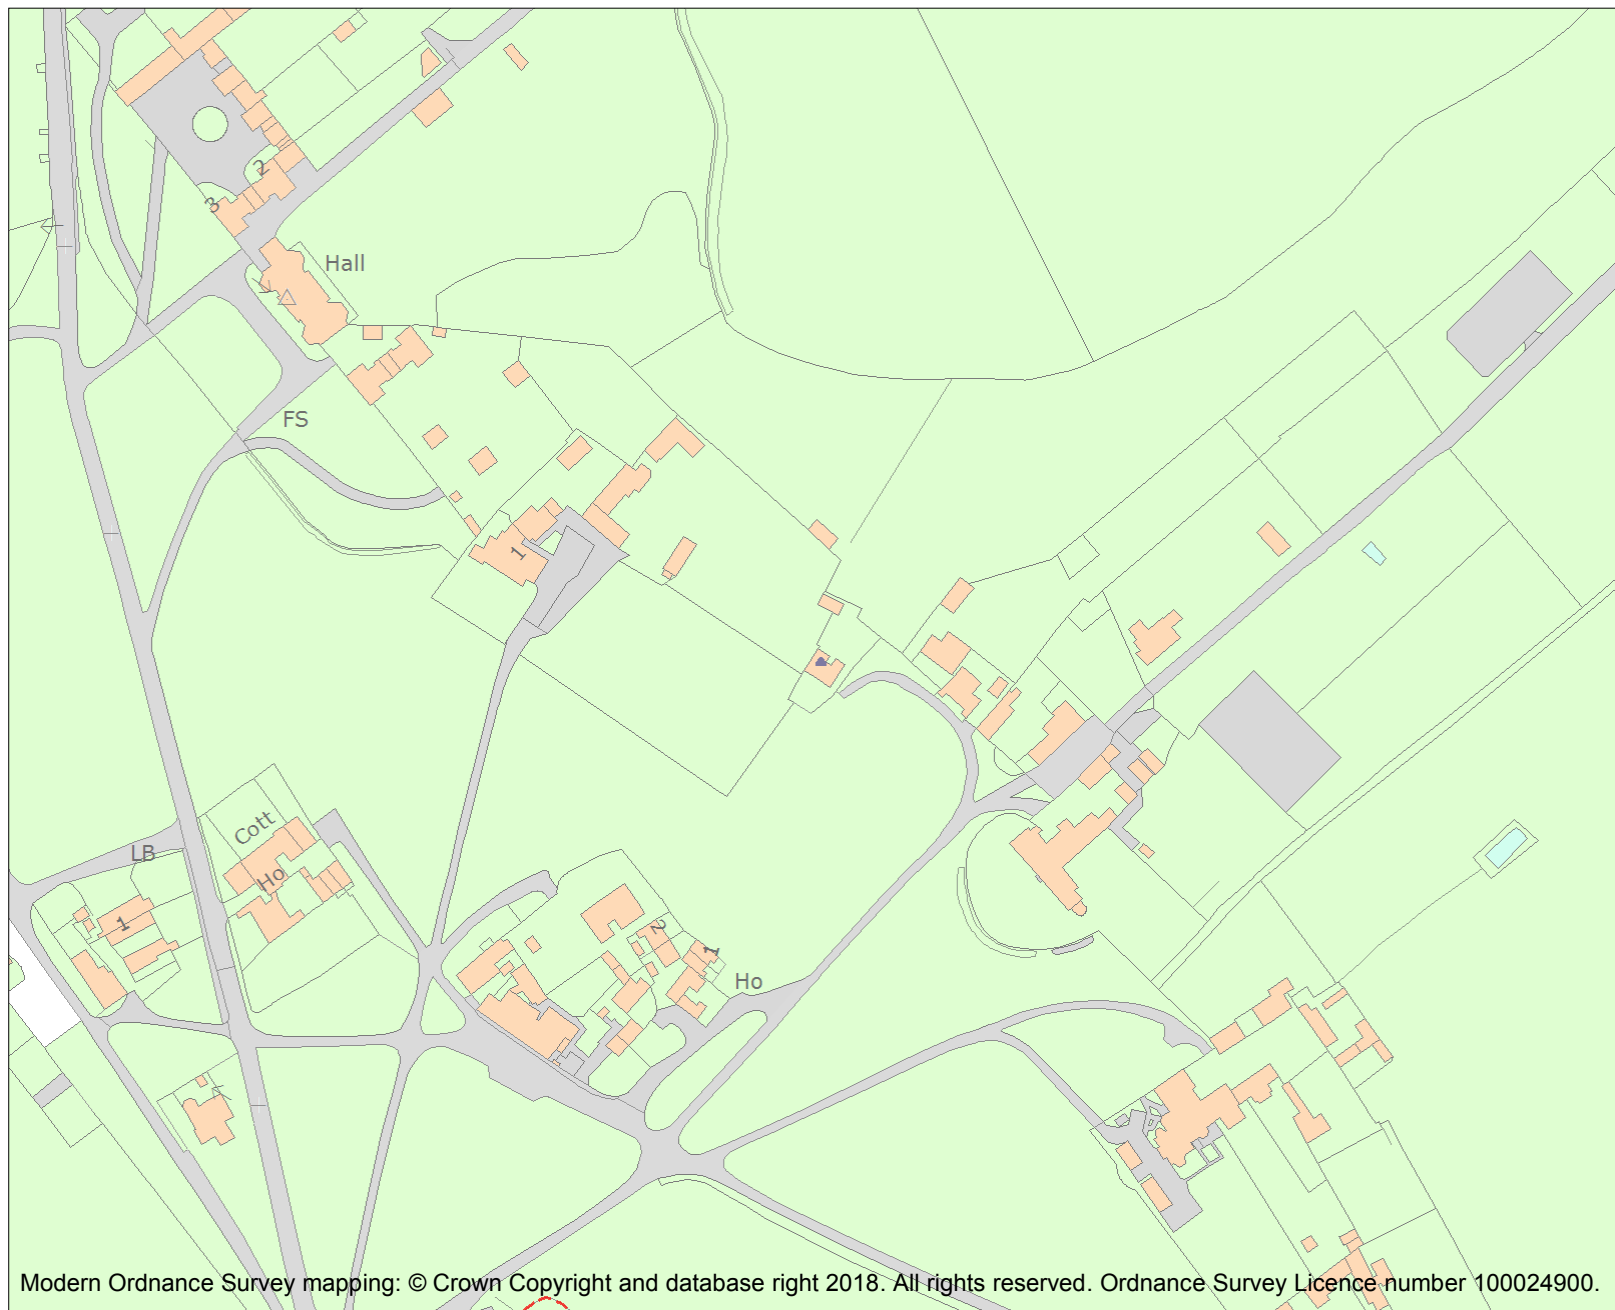 2
3
Hall
FS
1
Cott
LB
Ho
1
2
1
Ho
Modern Ordnance Survey mapping: © Crown Copyright and database right 2018. All rights reserved. Ordnance Survey Licence number 100024900.